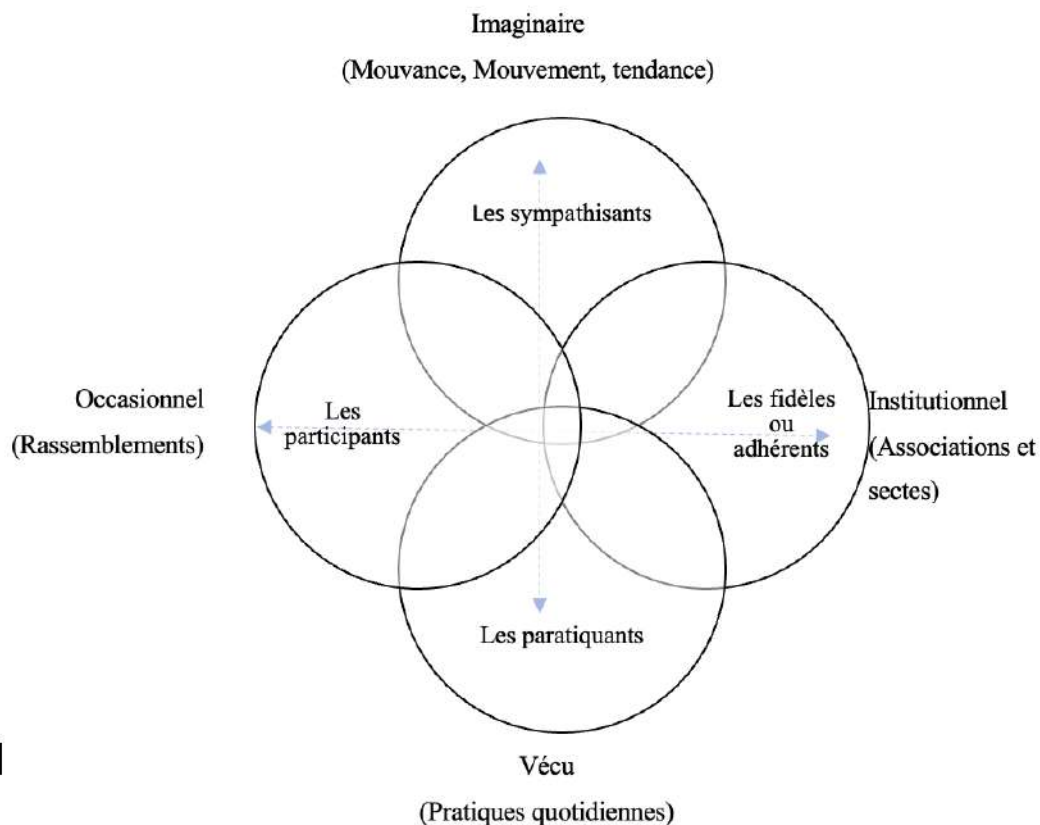 Imaginaire
(Mouvance, Mouvement, tendance)
Les sympathisants
Occasionnel
(Rassemblements)
Les
participants
Les fidèles
ou
adhérents
Institutionnel
(Associations et
sectes)
Les paratiquants
Vécu
(Pratiques quotidiennes)